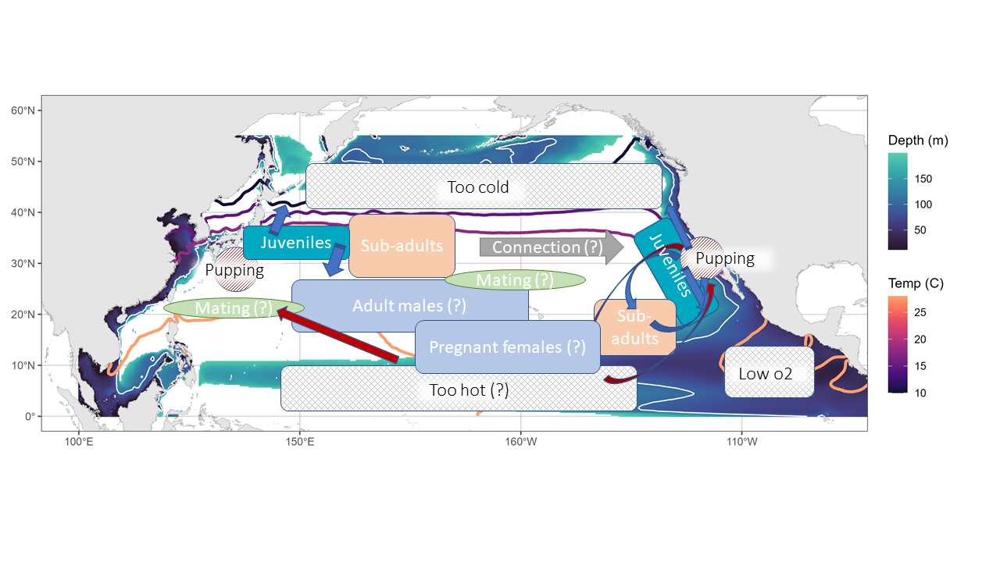 60°N
50°N
40°N
30°N
20°N
10°N
0°
100°E
150°E
160°W
110°W
Too cold
Juveniles
Sub-adults
Connection (?)
Pupping
Mating (?)
Mating (?)
Adult males (?)
Pregnant females (?)
Too hot (?)
Juveniles
Pupping
Sub-
adults
Low o2
Depth (m)
150
100
50
Temp (C)
25
20
15
10